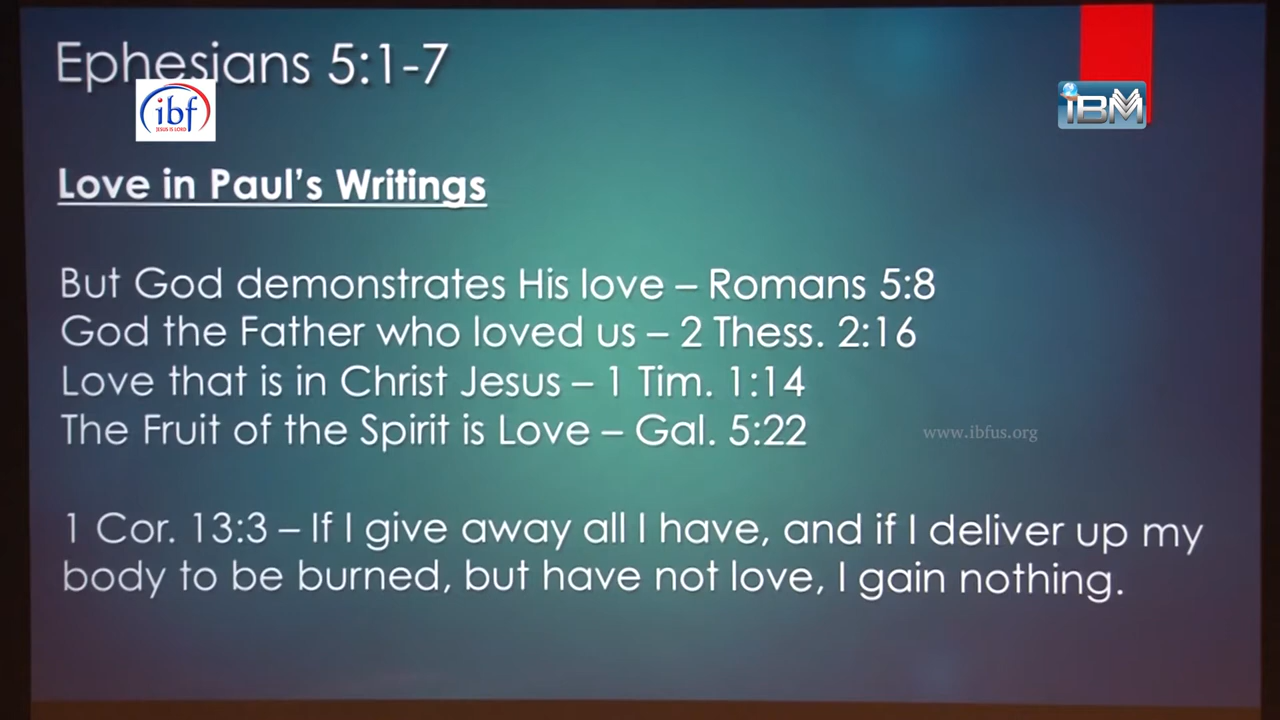 Ephesians 5:1-7
ibf
JESUS IS LORD
iBM
Love in Paul's Writings
But God demonstrates His love – Romans 5:8
God the Father who loved us – 2 Thess. 2:16
Love that is in Christ Jesus – 1 Tim. 1:14
The Fruit of the Spirit is Love – Gal. 5:22
www.ibfus.org
1 Cor. 13:3 – If I give away all I have, and if I deliver up my
body to be burned, but have not love, I gain nothing.